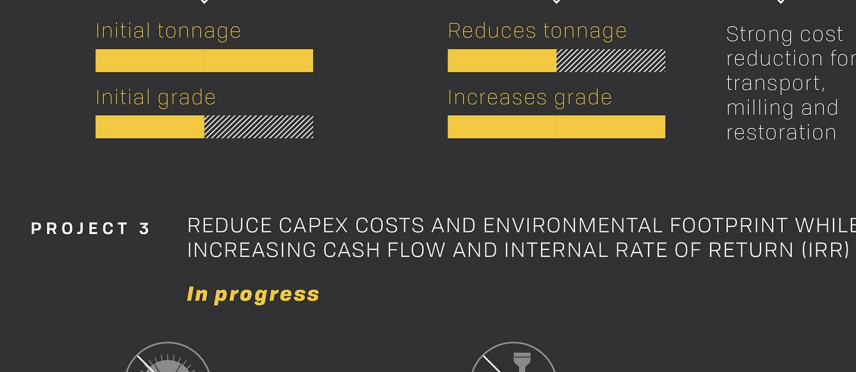 Initial tonnage
Initial grade
Reduces tonnage
Increases grade
Strong cost
reduction for
transport,
milling and
restoration
PROJECT 3
REDUCE CAPEX COSTS AND ENVIRONMENTAL FOOTPRINT WHILE
INCREASING CASH FLOW AND INTERNAL RATE OF RETURN (IRR)
In progress